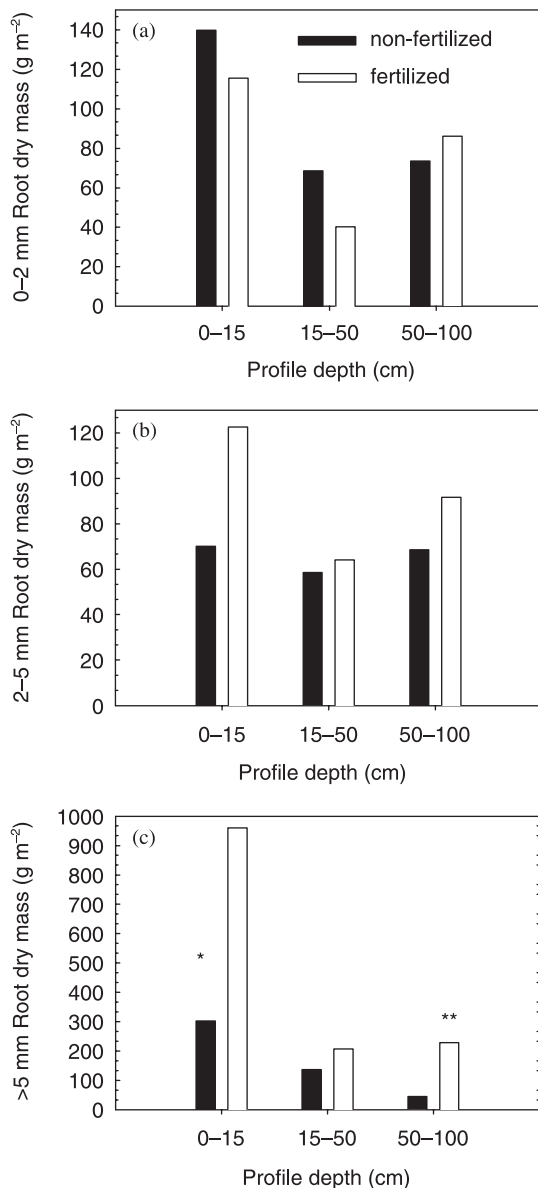 (a)
non-fertilized
fertilized
0–2 mm Root dry mass (g m⁻²)
140
120
100
80
60
40
20
0
0–15 15–50 50–100
Profile depth (cm)
(b)
2–5 mm Root dry mass (g m⁻²)
120
100
80
60
40
20
0
0–15 15–50 50–100
Profile depth (cm)
(c)
>5 mm Root dry mass (g m⁻²)
1000
900
800
700
600
500
400
300
200
100
0
*
**
0–15 15–50 50–100
Profile depth (cm)